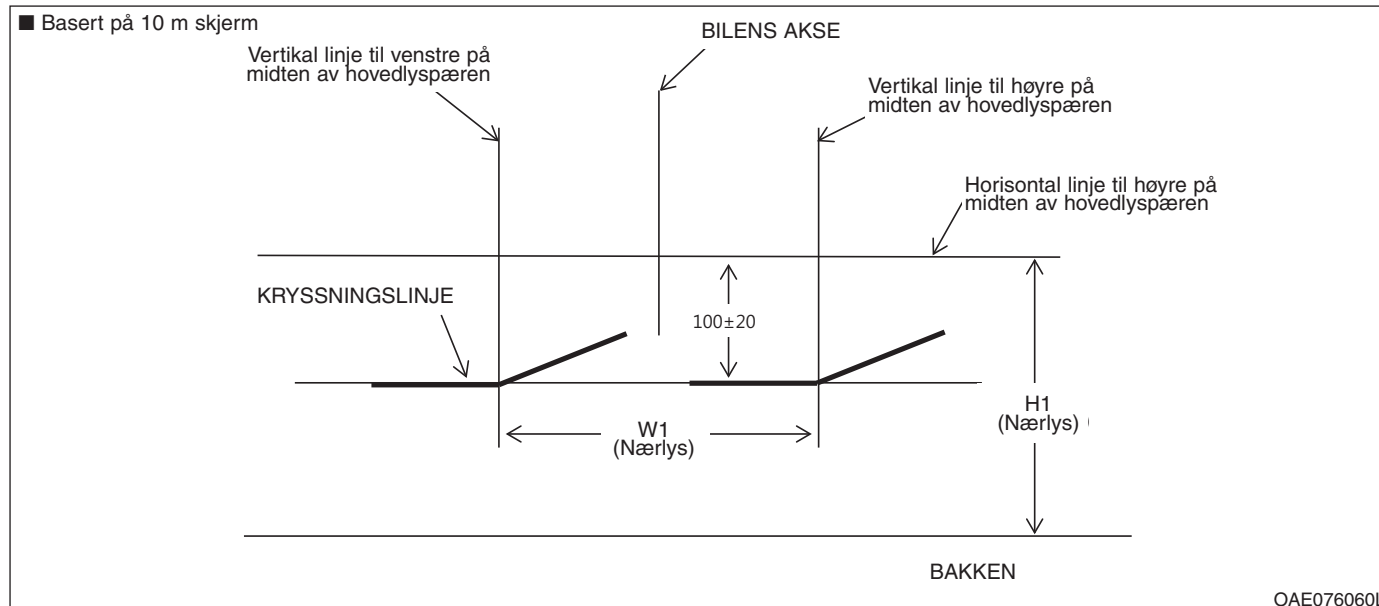 ■ Basert på 10 m skjerm
BILENS AKSE
Vertikal linje til venstre på
midten av hovedlyspæren
Vertikal linje til høyre på
midten av hovedlyspæren
Horisontal linje til høyre på
midten av hovedlyspæren
KRYSSNINGSLINJE
100±20
W1
(Nærlys)
H1
(Nærlys)
BAKKEN
OAE076060L